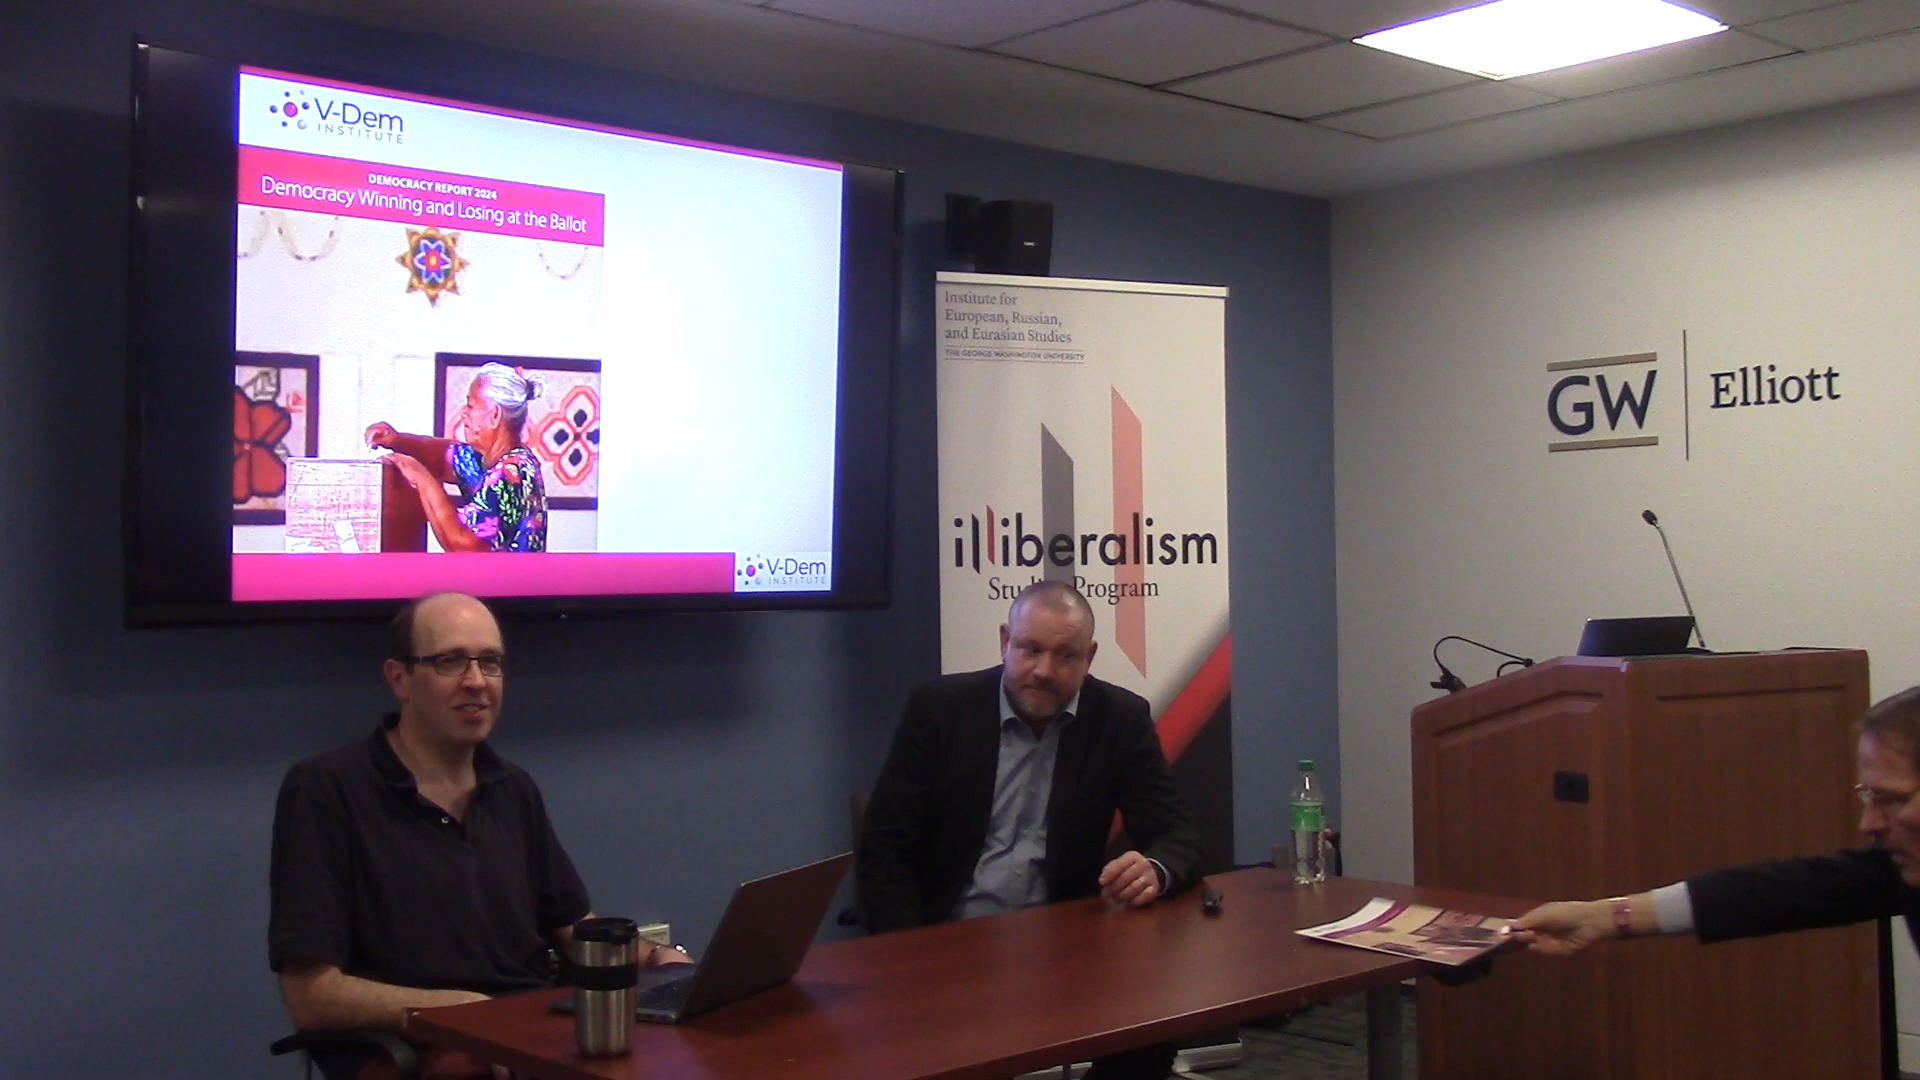 V-Dem
INSTITUTE
DEMOCRACY REPORT 2024
Democracy Winning and Losing at the Ballot
V-Dem
INSTITUTE
Institute for
European, Russian,
and Eurasian Studies
THE GEORGE WASHINGTON UNIVERSITY
illiberalism
Program
GW
Elliott